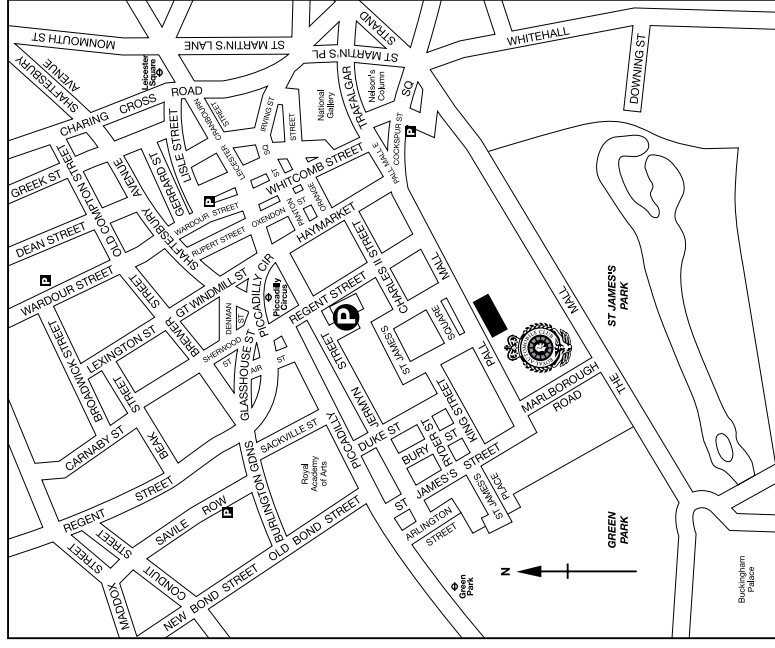 MONMOUTH ST
SHAFTESBURY
AVENUE
Leicester
Square
ST MARTIN'S LANE
ST MARTIN'S PL
STRAND
WHITEHALL
DOWNING ST
CHARING CROSS ROAD
TRAFALGAR
SQ
Nelson's
Column
National
Gallery
IRVING ST
STREET
CRANBOURN
STREET
LEICESTER
SQ
LISLE STREET
GERRARD ST
SHAFTESBURY AVENUE
GREEK ST
OLD COMPTON STREET
DEAN STREET
WARDOUR STREET
P
P
WARDOUR STREET
RUPERT STREET
OXENDON
ST
PANTON
ST
ORANGE
WHITCOMB STREET
HAYMARKET
PALL MALL E
COCKSPUR ST
P
STREET
BREWER
GT WINDMILL ST
DENMAN
ST
SHERWOOD
ST
PICCADILLY CIR
Piccadilly
Circus
REGENT STREET
P
CHARLES II STREET
ST JAMES'S
SQUARE
MALL
PALL
MALL
THE
ST JAMES'S
PARK
BROADWICK STREET
LEXINGTON ST
STREET
BEAK
CARNABY ST
GLASSHOUSE ST
AIR
ST
SACKVILLE ST
PICCADILLY
JERMYN
STREET
DUKE ST
BURY
ST
RYDER ST
KING STREET
MARLBOROUGH
ROAD
REGENT
STREET
SAVILE ROW
P
BURLINGTON GDNS
Royal
Academy
of Arts
ST JAMES'S STREET
ST JAMES'S
PLACE
ARLINGTON
STREET
STREET
MADDOX
CONDUIT
STREET
NEW BOND STREET
OLD BOND STREET
N
Green
Park
GREEN
PARK
Buckingham
Palace